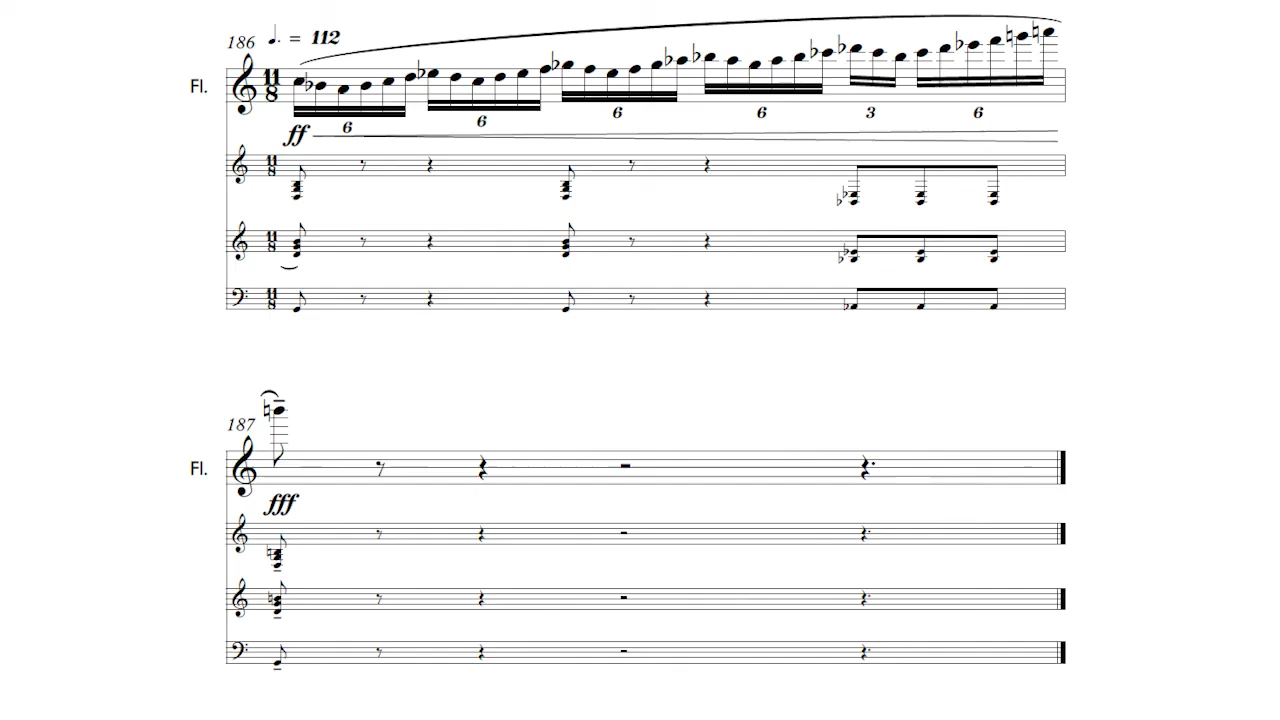 186 ♩. = 112
Fl.
11 8
6 6 6 6 3 6
ff
11 8
11 8
11 8
187
Fl.
fff